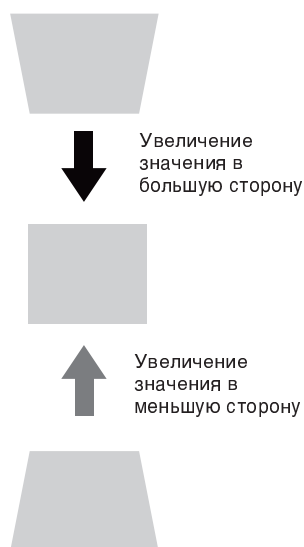 Увеличение
значения в
большую сторону
Увеличение
значения в
меньшую сторону